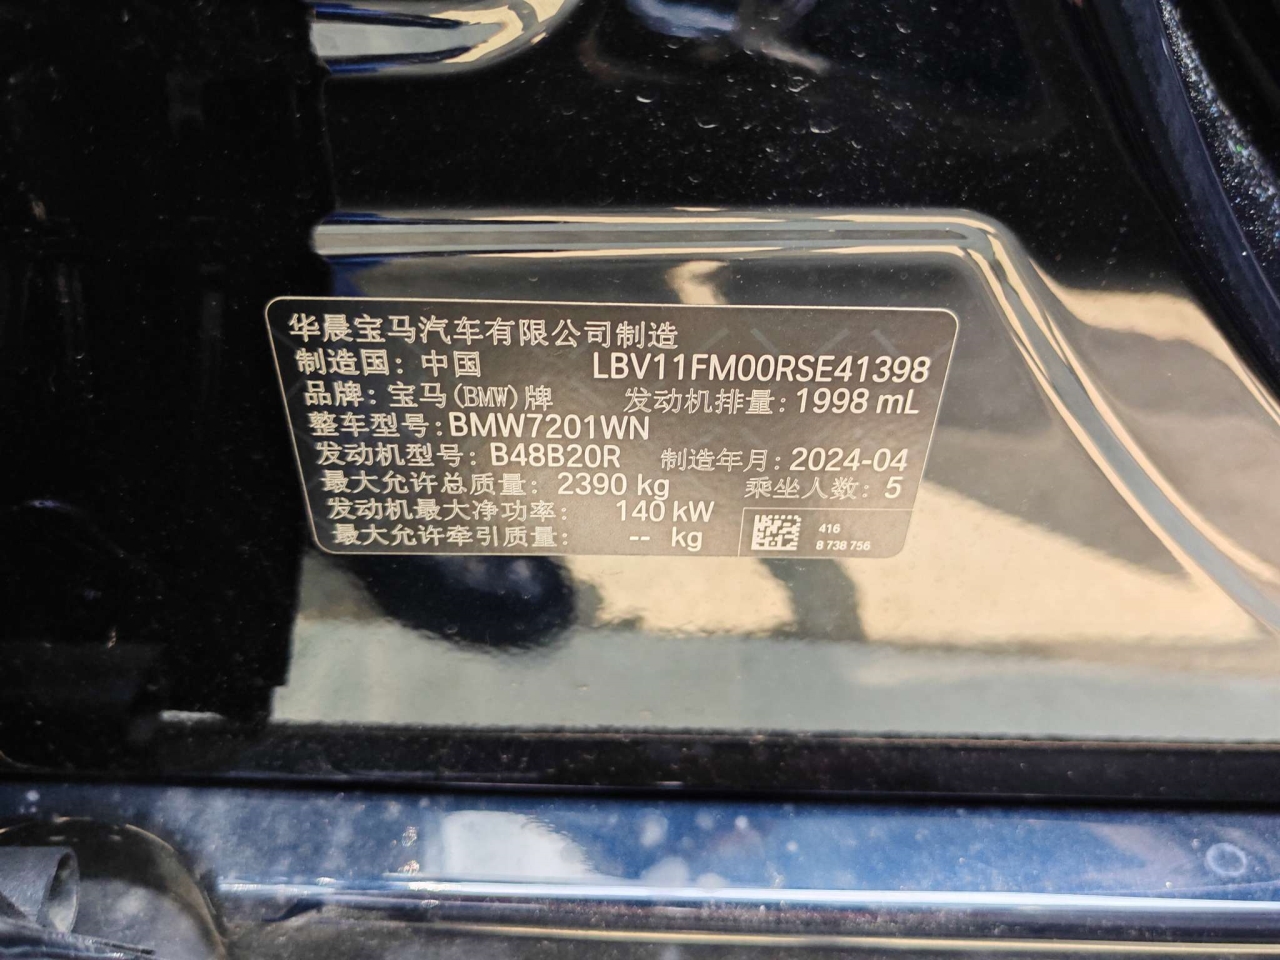 华晨宝马汽车有限公司制造
制造国：中国 LBV11FM00RSE41398
品牌：宝马(BMW)牌 发动机排量：1998 mL
整车型号：BMW7201WN
发动机型号：B48B20R 制造年月：2024-04
最大允许总质量：2390 kg 乘坐人数：5
发动机最大净功率：140 kW
最大允许牵引质量：-- kg
416
8 738 756